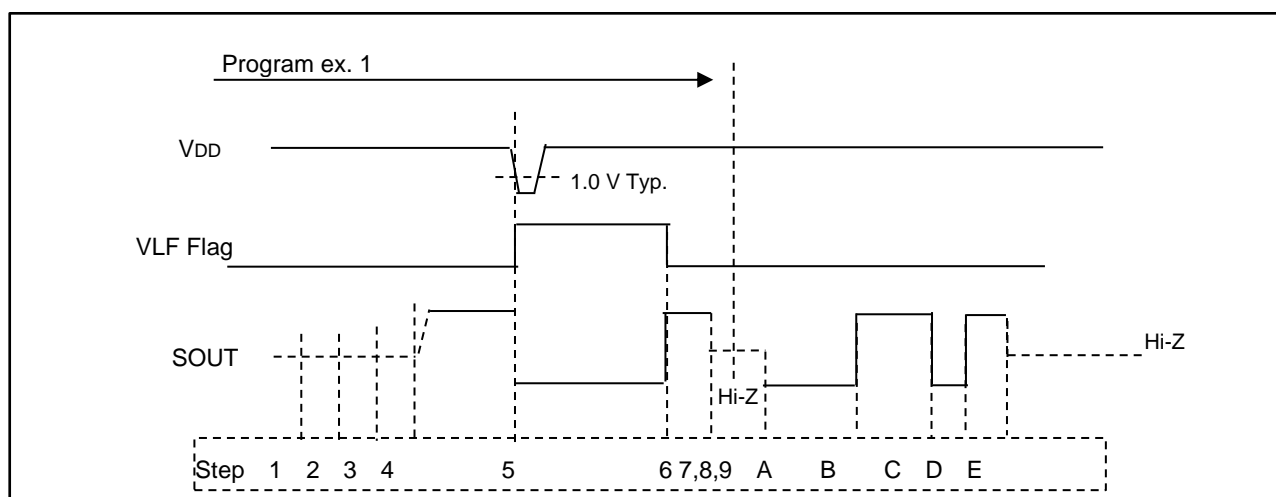 Program ex. 1
VDD
1.0 V Typ.
VLF Flag
SOUT
Hi-Z
Hi-Z
Step 1 2 3 4 5 6 7,8,9 A B C D E